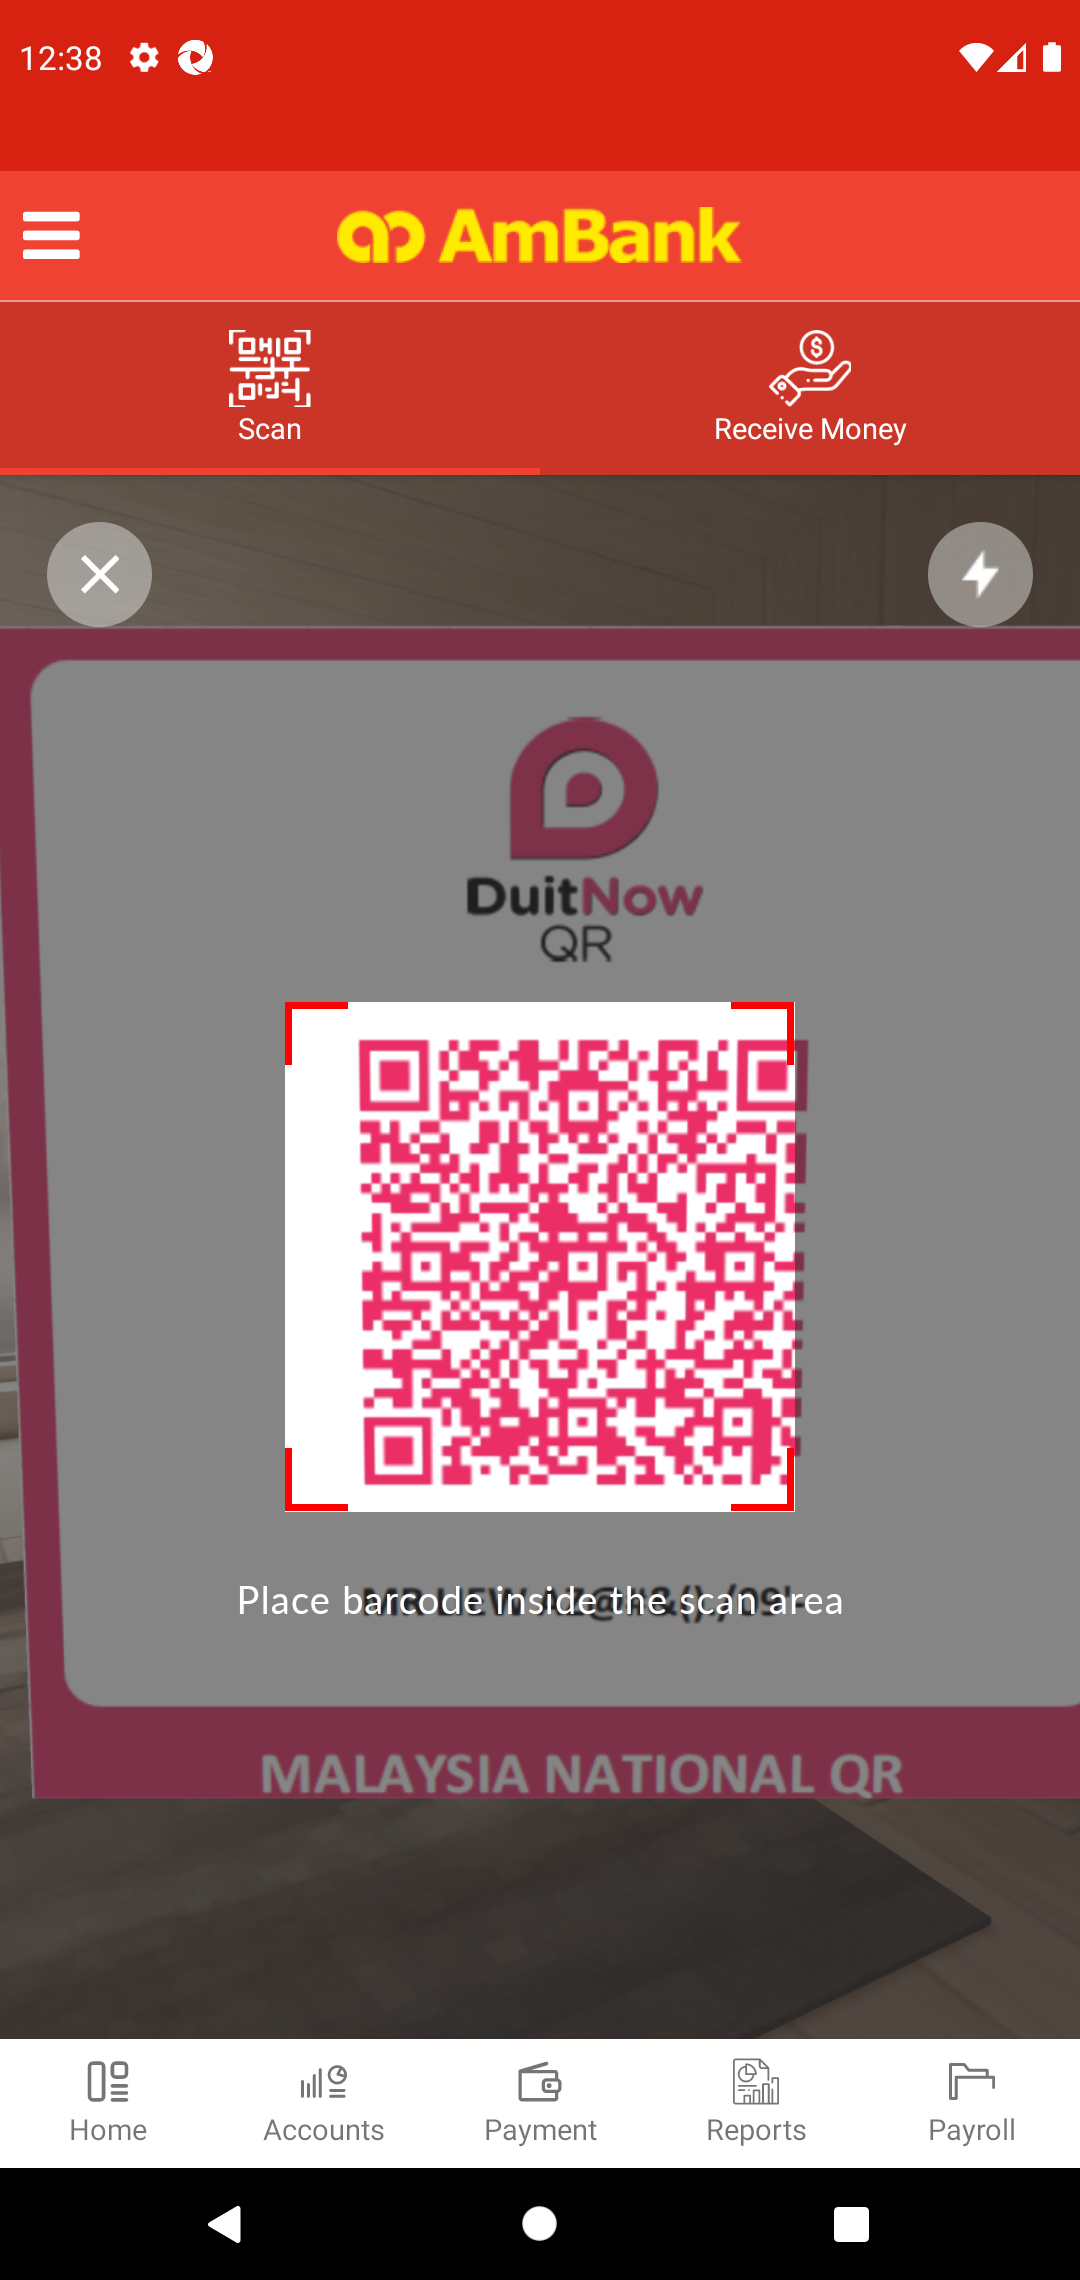 12:38
AmBank
Scan
Receive Money
DuitNow
QR
Place barcode inside the scan area
MALAYSIA NATIONAL QR
Home
Accounts
Payment
Reports
Payroll